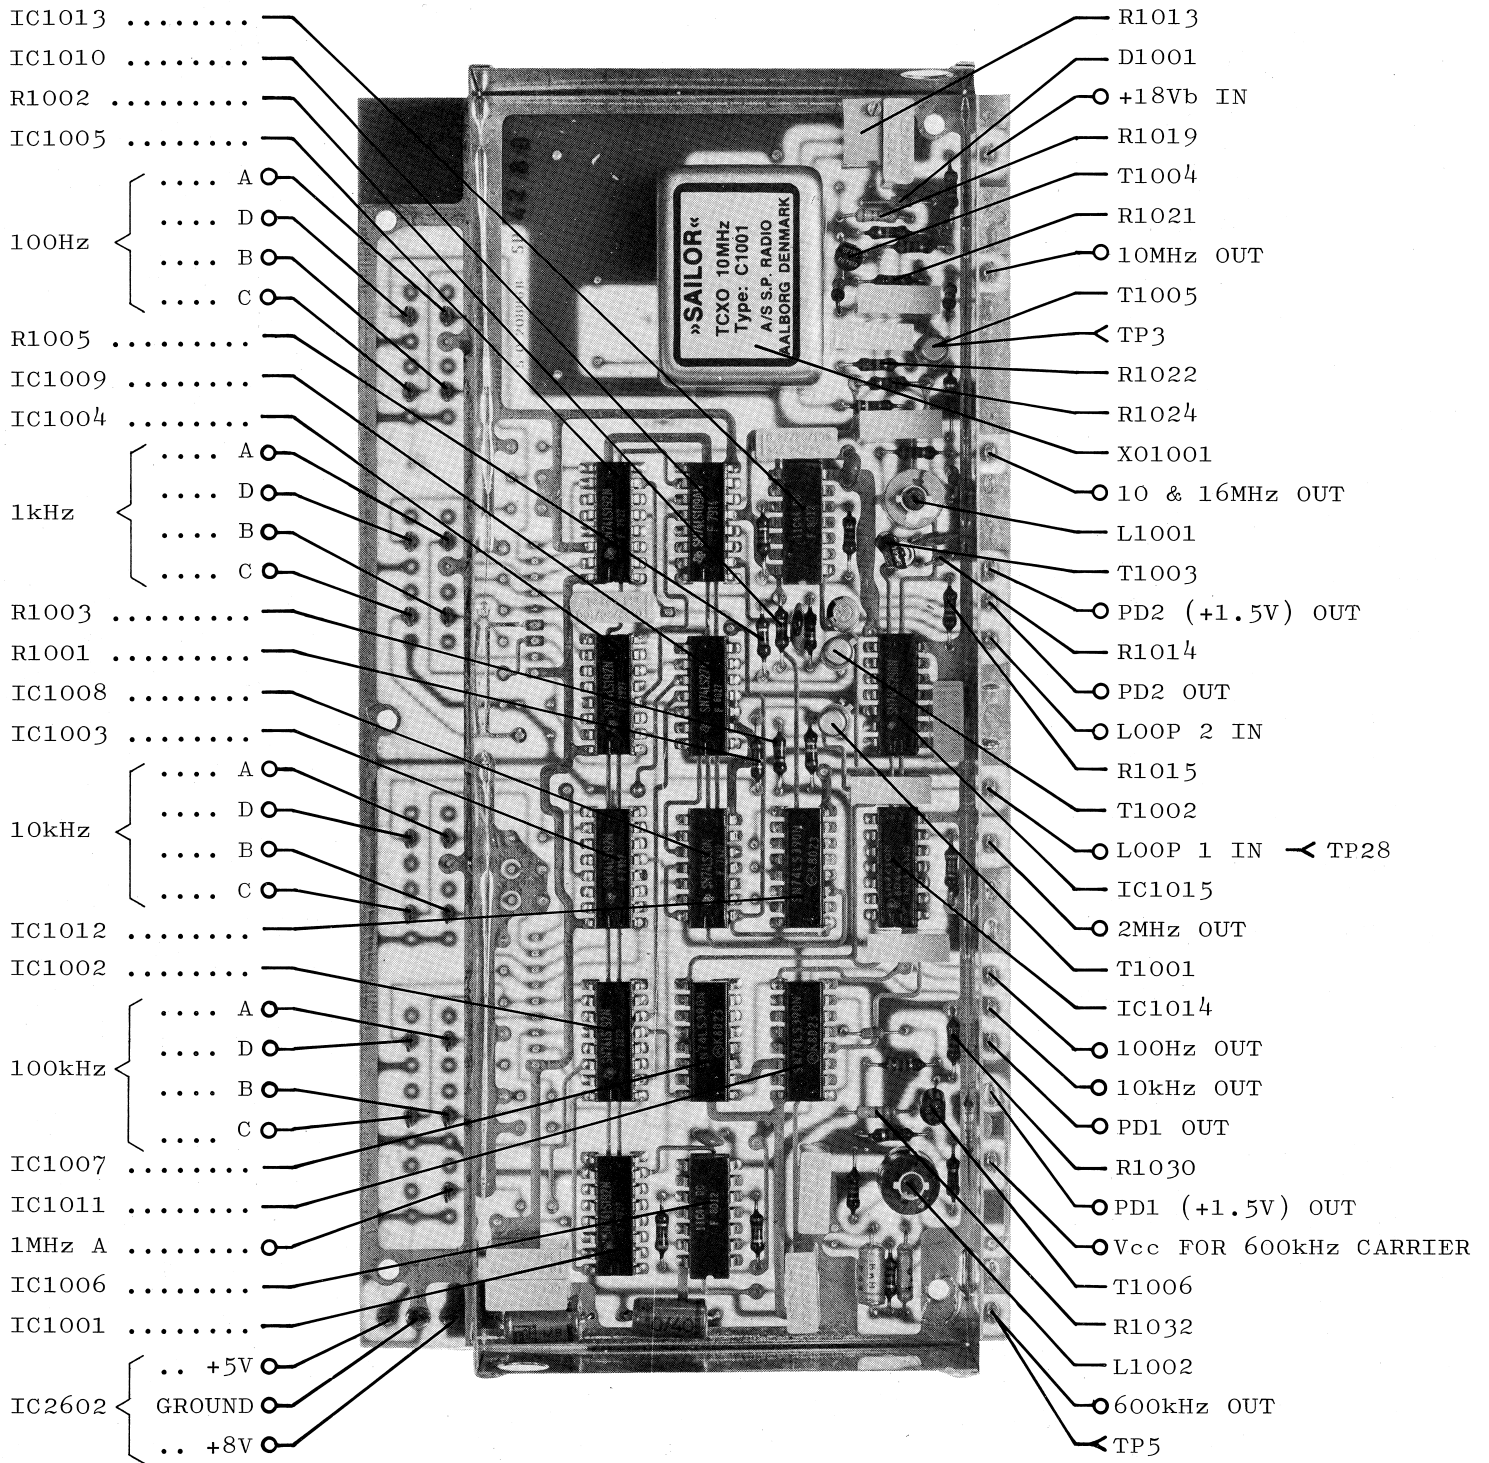 IC1013 ........
IC1010 ........
R1002 .........
IC1005 ........
100Hz
.... A
.... D
.... B
.... C
R1005 .........
IC1009 ........
IC1004 ........
1kHz
.... A
.... D
.... B
.... C
R1003 .........
R1001 .........
IC1008 ........
IC1003 ........
10kHz
.... A
.... D
.... B
.... C
IC1012 ........
IC1002 ........
100kHz
.... A
.... D
.... B
.... C
IC1007 ........
IC1011 ........
1MHz A ........
IC1006 ........
IC1001 ........
IC2602
.. +5V
GROUND
.. +8V
»SAILOR«
TCXO 10MHz
Type: C1001
A/S S.P. RADIO
AALBORG DENMARK
R1013
D1001
+18Vb IN
R1019
T1004
R1021
10MHz OUT
T1005
TP3
R1022
R1024
XO1001
10 & 16MHz OUT
L1001
T1003
PD2 (+1.5V) OUT
R1014
PD2 OUT
LOOP 2 IN
R1015
T1002
LOOP 1 IN TP28
IC1015
2MHz OUT
T1001
IC1014
100Hz OUT
10kHz OUT
PD1 OUT
R1030
PD1 (+1.5V) OUT
Vcc FOR 600kHz CARRIER
T1006
R1032
L1002
600kHz OUT
TP5